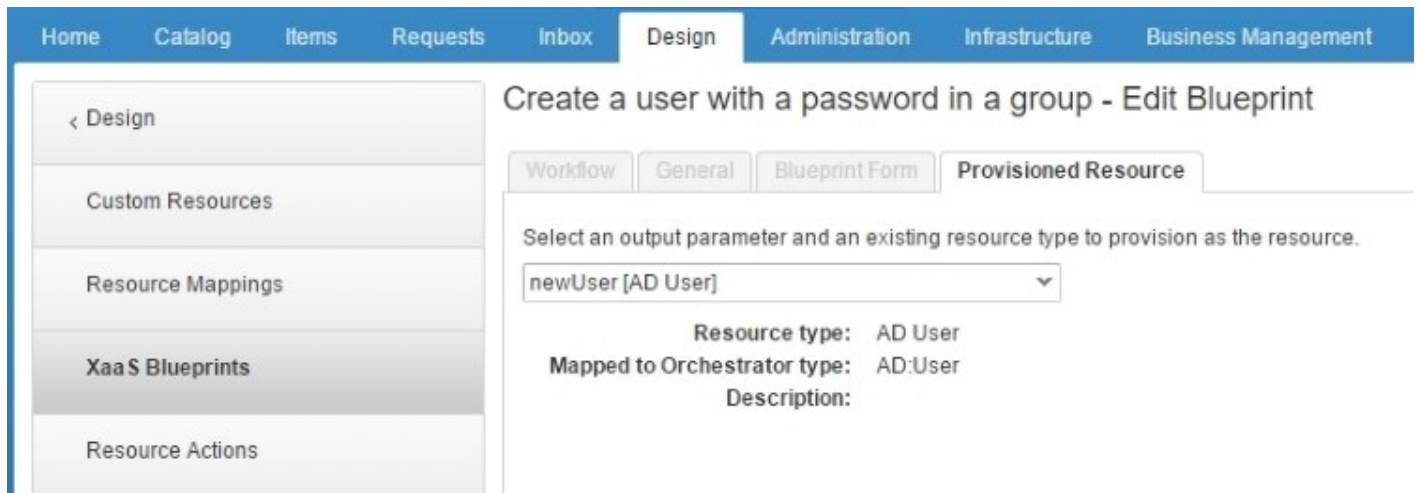 Home Catalog Items Requests Inbox Design Administration Infrastructure Business Management
< Design
Custom Resources
Resource Mappings
XaaS Blueprints
Resource Actions
Create a user with a password in a group - Edit Blueprint
Workflow General Blueprint Form Provisioned Resource
Select an output parameter and an existing resource type to provision as the resource.
newUser [AD User]
Resource type: AD User
Mapped to Orchestrator type: AD:User
Description: